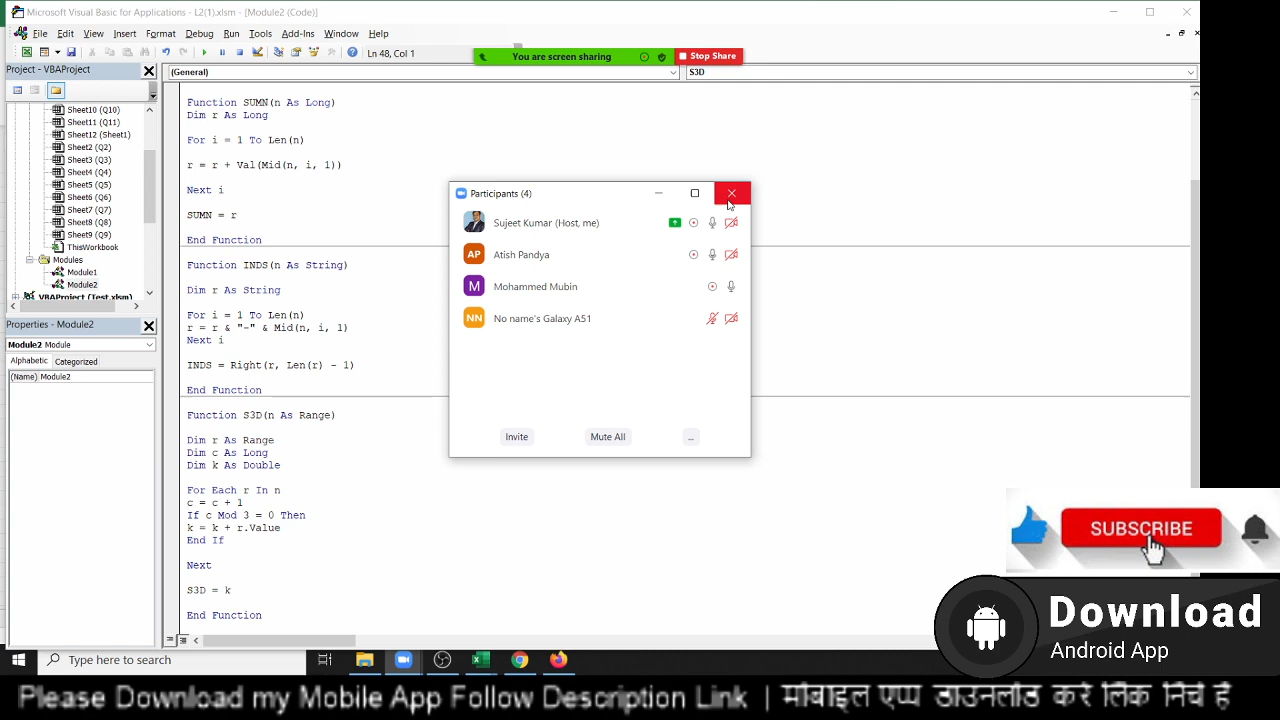 Microsoft Visual Basic for Applications - L2(1).xlsm - [Module2 (Code)]
File Edit View Insert Format Debug Run Tools Add-Ins Window Help
Ln 48, Col 1
You are screen sharing
Stop Share
Project - VBAProject
(General)
S3D
Sheet10 (Q10)
Sheet11 (Q11)
Sheet12 (Sheet1)
Sheet2 (Q2)
Sheet3 (Q3)
Sheet4 (Q4)
Sheet5 (Q5)
Sheet6 (Q6)
Sheet7 (Q7)
Sheet8 (Q8)
Sheet9 (Q9)
ThisWorkbook
Modules
Module1
Module2
VBAProject (Test.xlsm)
Properties - Module2
Module2 Module
Alphabetic Categorized
(Name) Module2
Function SUMN(n As Long)
Dim r As Long
For i = 1 To Len(n)
r = r + Val(Mid(n, i, 1))
Next i
SUMN = r
End Function
Function INDS(n As String)
Dim r As String
For i = 1 To Len(n)
r = r & "-" & Mid(n, i, 1)
Next i
INDS = Right(r, Len(r) - 1)
End Function
Function S3D(n As Range)
Dim r As Range
Dim c As Long
Dim k As Double
For Each r In n
c = c + 1
If c Mod 3 = 0 Then
k = k + r.Value
End If
Next
S3D = k
End Function
Participants (4)
Sujeet Kumar (Host, me)
AP Atish Pandya
M Mohammed Mubin
NN No name's Galaxy A51
Invite
Mute All
...
SUBSCRIBE
Download
Android App
Type here to search
Please Download my Mobile App Follow Description Link | मोबाइल एप्प डाउनलोड करे लिंक निचे है